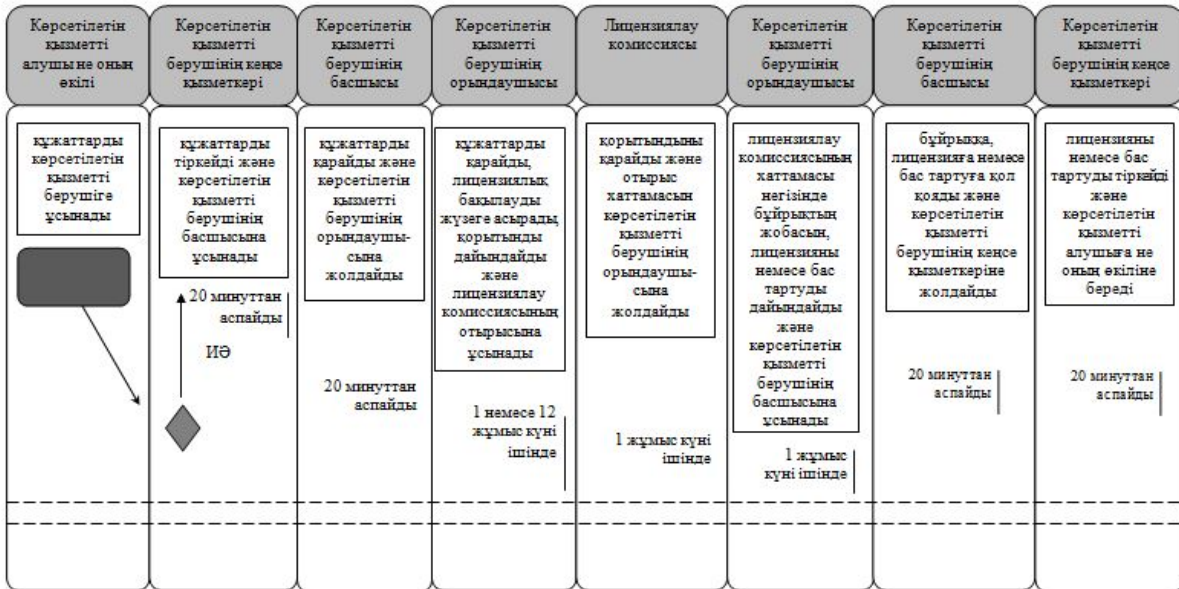 Көрсетілетін
қызметті
алушы не оның
өкілі
Көрсетілетін
қызметті
берушінің кеңсе
қызметкері
Көрсетілетін
қызметті
берушінің
басшысы
Көрсетілетін
қызметті
берушінің
орындаушысы
Лицензиялау
комиссиясы
Көрсетілетін
қызметті
берушінің
орындаушысы
Көрсетілетін
қызметті
берушінің
басшысы
Көрсетілетін
қызметті
берушінің кеңсе
қызметкері
құжаттарды
көрсетілетін
қызметті
берушіге
ұсынады
құжаттарды
тіркейді және
көрсетілетін
қызметті
берушінің
басшысына
ұсынады
20 минуттан
аспайды
ИӘ
құжаттарды
қарайды және
көрсетілетін
қызметті
берушінің
орындаушы-
сына
жолдайды
20 минуттан
аспайды
құжаттарды
қарайды,
лицензиялық
бақылауды
жүзеге асырады,
қорытынды
дайындайды
және
лицензиялау
комиссиясының
отырысына
ұсынады
1 немесе 12
жұмыс күні
ішінде
қорытындыны
қарайды және
отырыс
хаттамасын
көрсетілетін
қызметті
берушінің
орындаушы-
сына
жолдайды
1 жұмыс күні
ішінде
лицензиялау
комиссиясының
хаттамасы
негізінде
бұйрықтың
жобасын,
лицензияны
немесе бас
тартуды
дайындайды
және
көрсетілетін
қызметті
берушінің
басшысына
ұсынады
1 жұмыс
күні ішінде
бұйрыққа,
лицензияға немесе
бас тартуға қол
қояды және
көрсетілетін
қызметті
берушінің кеңсе
қызметкеріне
жолдайды
20 минуттан
аспайды
лицензияны
немесе бас
тартуды тіркейді
және
көрсетілетін
қызметті
алушыға не
оның өкіліне
береді
20 минуттан
аспайды